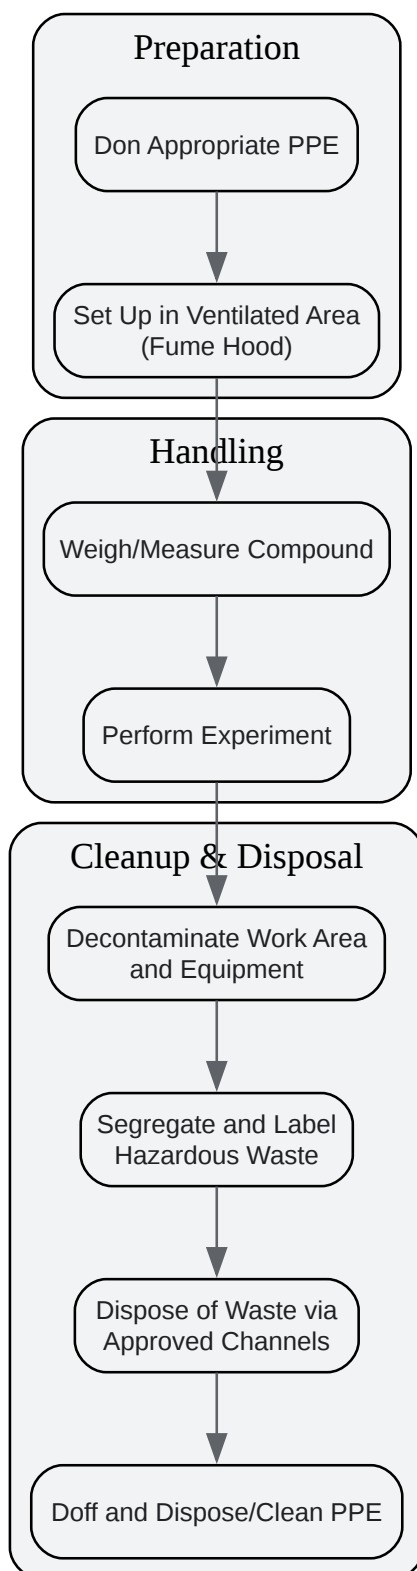 Preparation
Don Appropriate PPE
Set Up in Ventilated Area
(Fume Hood)
Handling
Weigh/Measure Compound
Perform Experiment
Cleanup & Disposal
Decontaminate Work Area
and Equipment
Segregate and Label
Hazardous Waste
Dispose of Waste via
Approved Channels
Doff and Dispose/Clean PPE